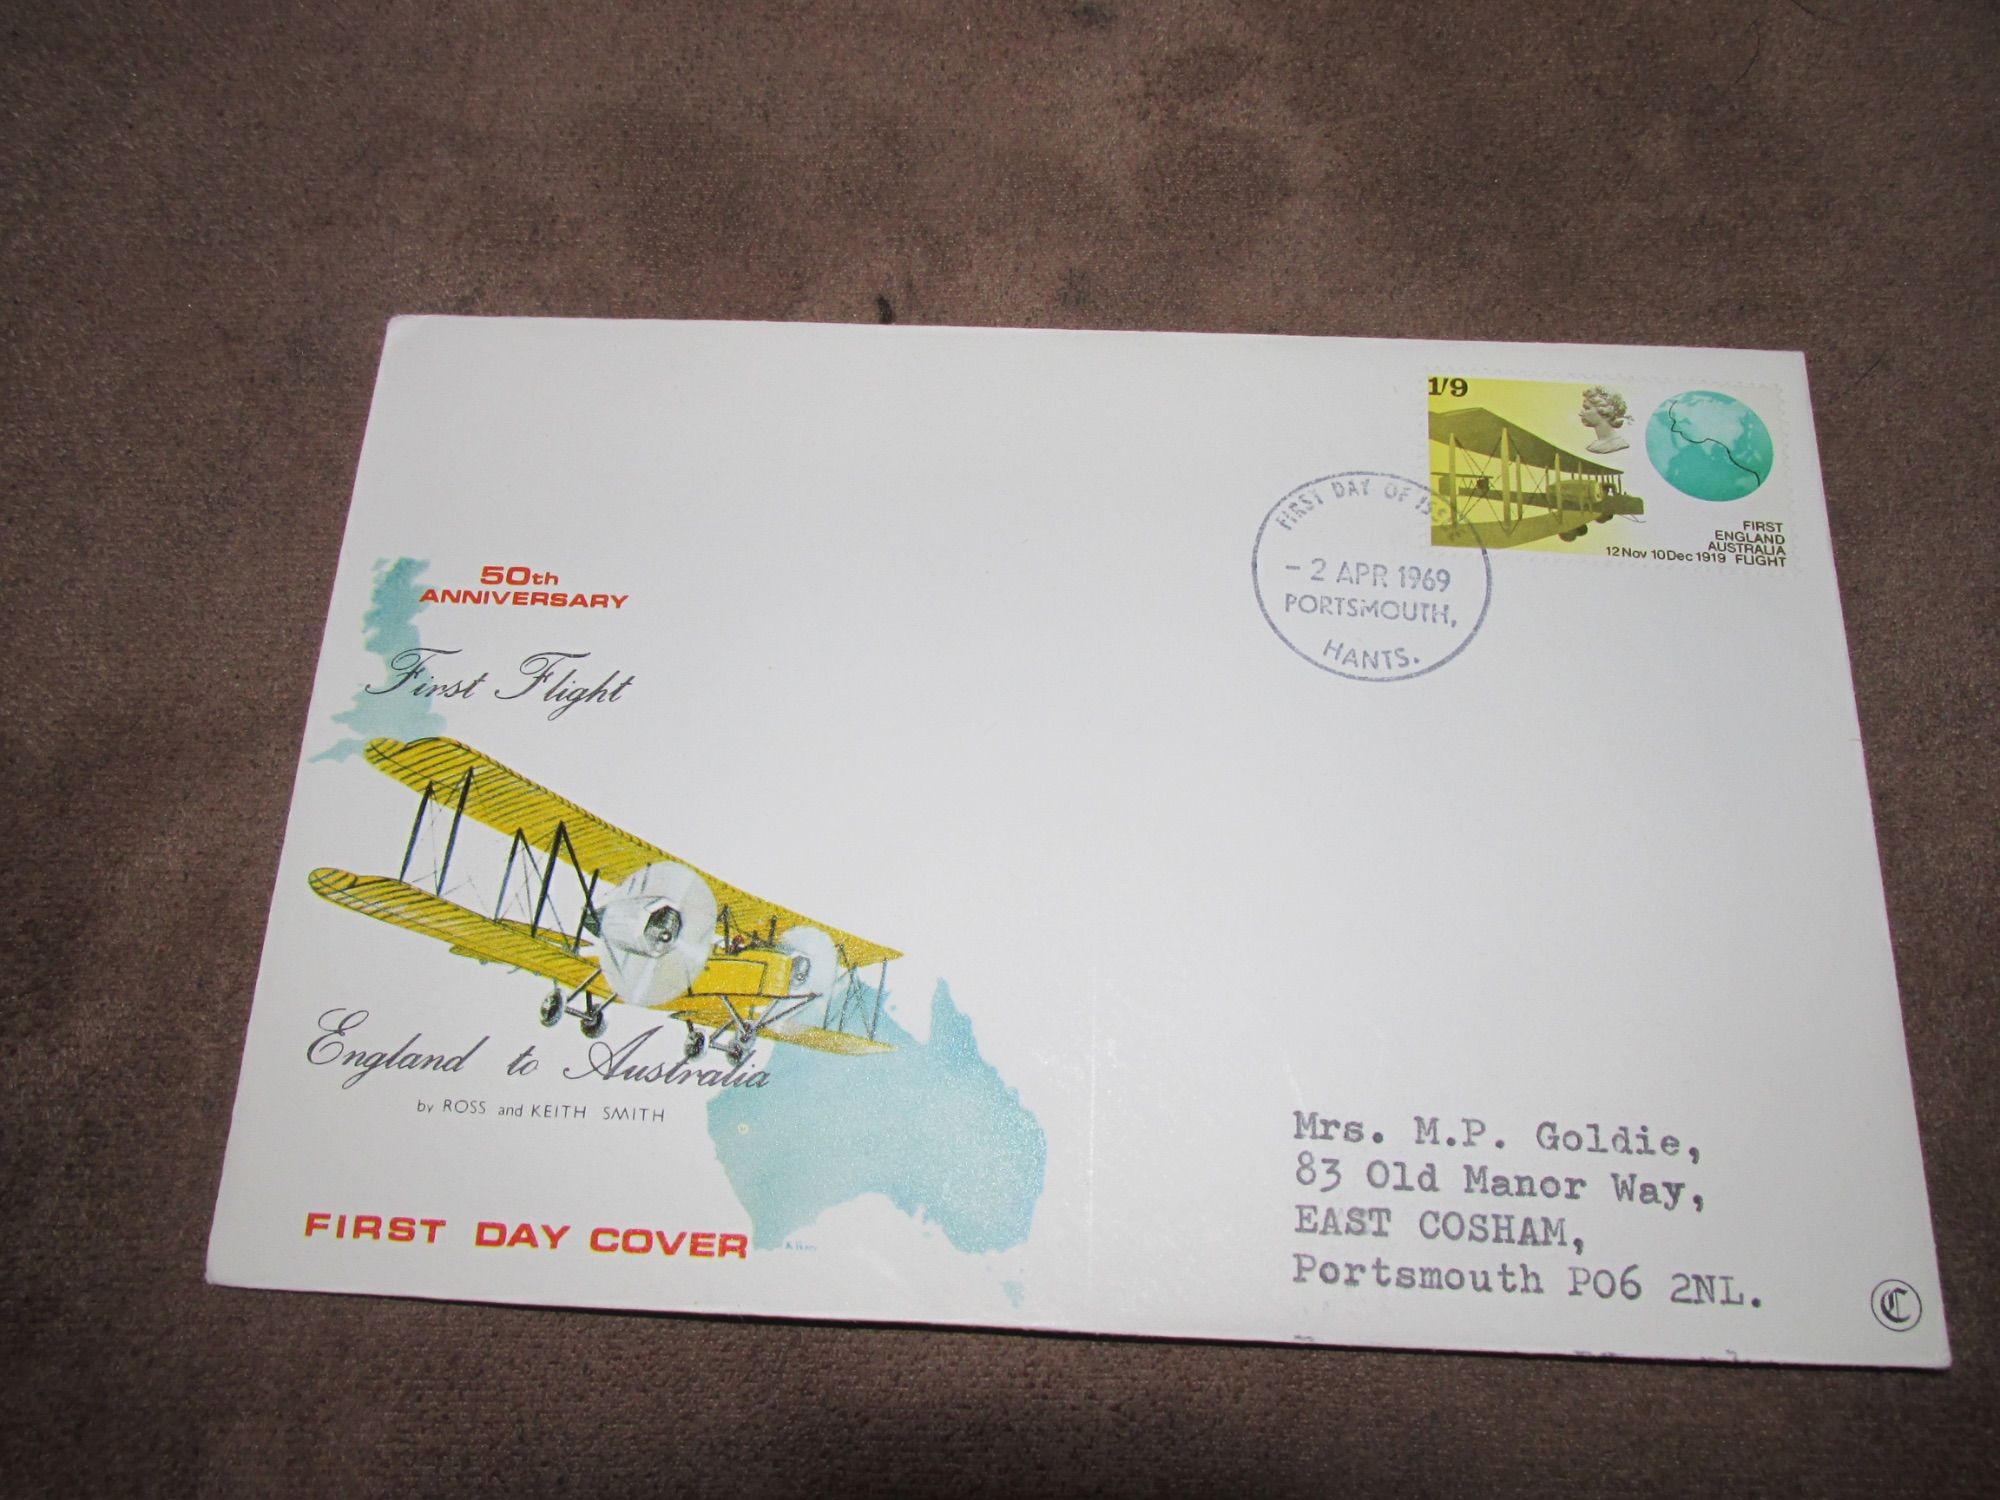 1/9
FIRST
ENGLAND
AUSTRALIA
12 Nov 10 Dec 1919 FLIGHT
FIRST DAY OF ISSUE
- 2 APR 1969
PORTSMOUTH,
HANTS.
50th
ANNIVERSARY
First Flight
England to Australia
by ROSS and KEITH SMITH
FIRST DAY COVER
Mrs. M.P. Goldie,
83 Old Manor Way,
EAST COSHAM,
Portsmouth PO6 2NL.
C